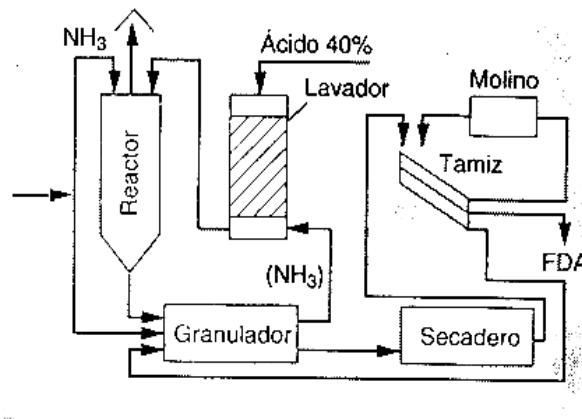 NH₃
Ácido 40%
Lavador
Molino
Reactor
Tamiz
(NH₃)
FDA
Granulador
Secadero